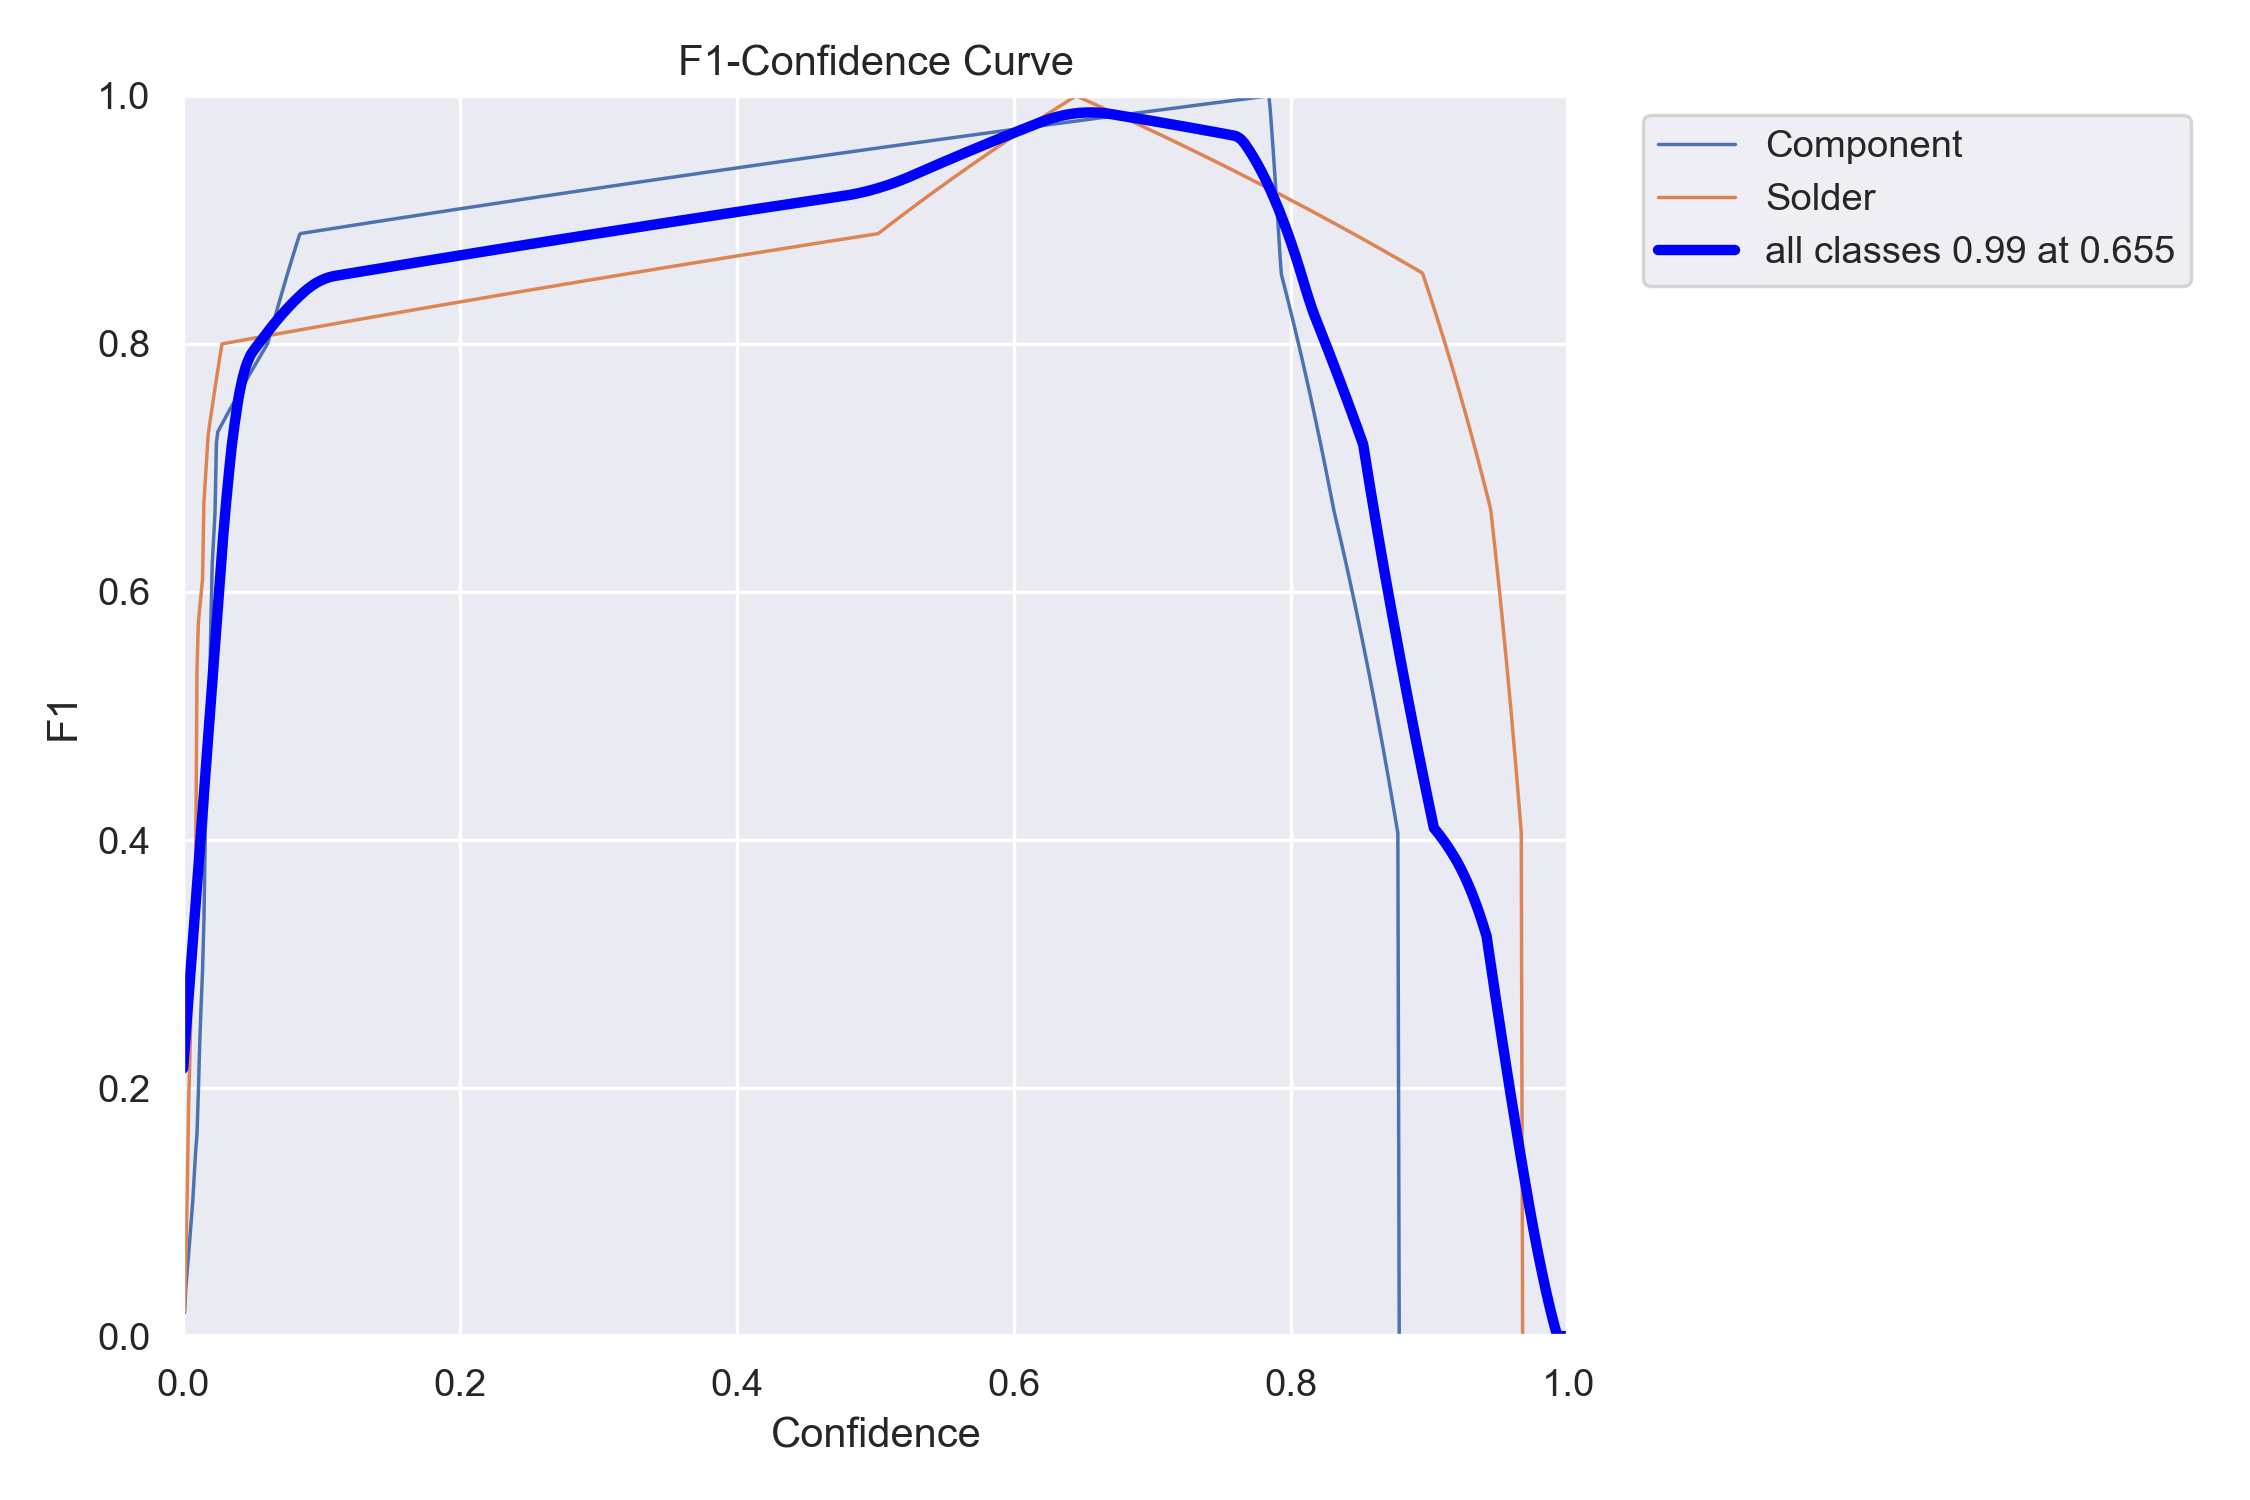 F1-Confidence Curve
1.0
0.8
0.6
0.4
0.2
0.0
F1
0.0 0.2 0.4 0.6 0.8 1.0
Confidence
Component
Solder
all classes 0.99 at 0.655